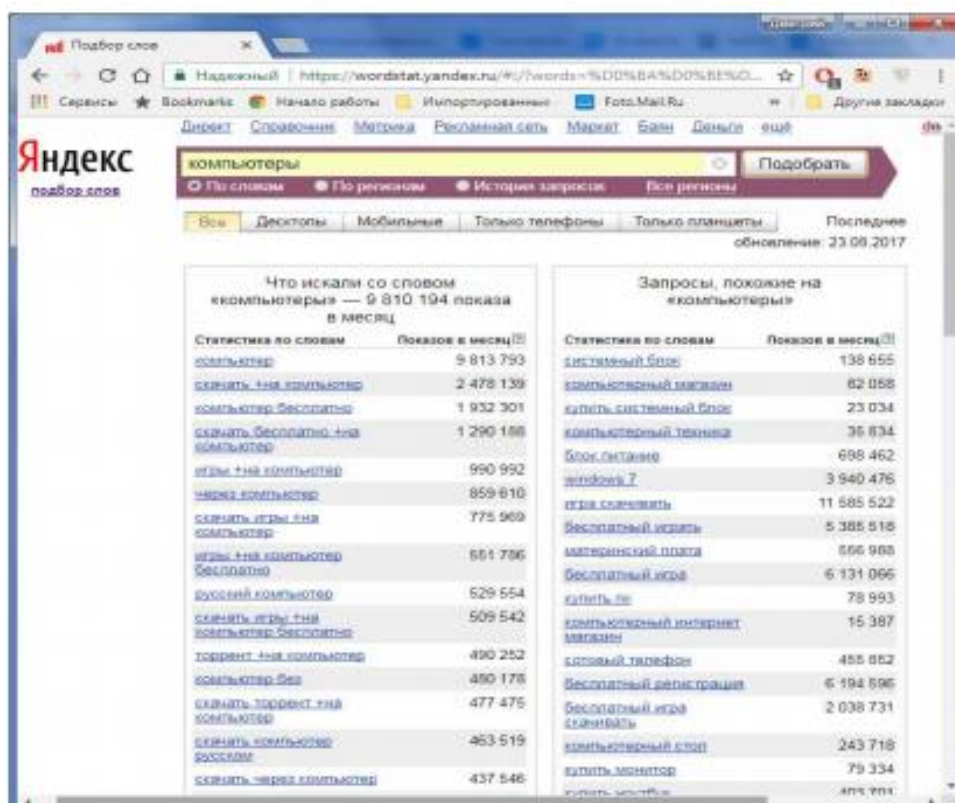 Подбор слов
Надежный | https://wordstat.yandex.ru/#!/?words=%D0%BA%D0%BE%D...
Сервисы Bookmarks Начало работы Импортированные Foto.Mail.Ru Другие закладки
Директ Справочник Метрика Рекламная сеть Маркет Баян Деньги ещё
Яндекс
подбор слов
компьютеры Подобрать
По словам По регионам История запросов Все регионы
Все Десктопы Мобильные Только телефоны Только планшеты
Последнее
обновление: 23.08.2017
Что искали со словом
«компьютеры» — 9 810 194 показа
в месяц
Статистика по словам Показов в месяц
компьютер 9 813 793
скачать +на компьютер 2 478 139
компьютер бесплатно 1 932 301
скачать бесплатно +на 1 290 188
компьютер
игры +на компьютер 990 992
через компьютер 859 610
скачать игры +на 775 969
компьютер
игры +на компьютер 551 786
бесплатно
русский компьютер 529 554
скачать игры +на 509 542
компьютер бесплатно
торрент +на компьютер 490 252
компьютер без 480 178
скачать торрент +на 477 475
компьютер
скачать компьютер 463 519
русском
скачать через компьютер 437 546
Запросы, похожие на
«компьютеры»
Статистика по словам Показов в месяц
системный блок 138 655
компьютерный магазин 82 058
купить системный блок 23 034
компьютерный техника 35 834
блок питание 698 462
windows 7 3 940 476
игра скачивать 11 585 522
бесплатный играть 5 385 518
материнский плата 556 988
бесплатный игра 6 131 066
купить пк 78 993
компьютерный интернет 15 387
магазин
сотовый телефон 455 652
бесплатный регистрация 6 194 596
бесплатный игра 2 038 731
скачивать
компьютерный стол 243 718
купить монитор 79 334
купить ноутбук 403 701